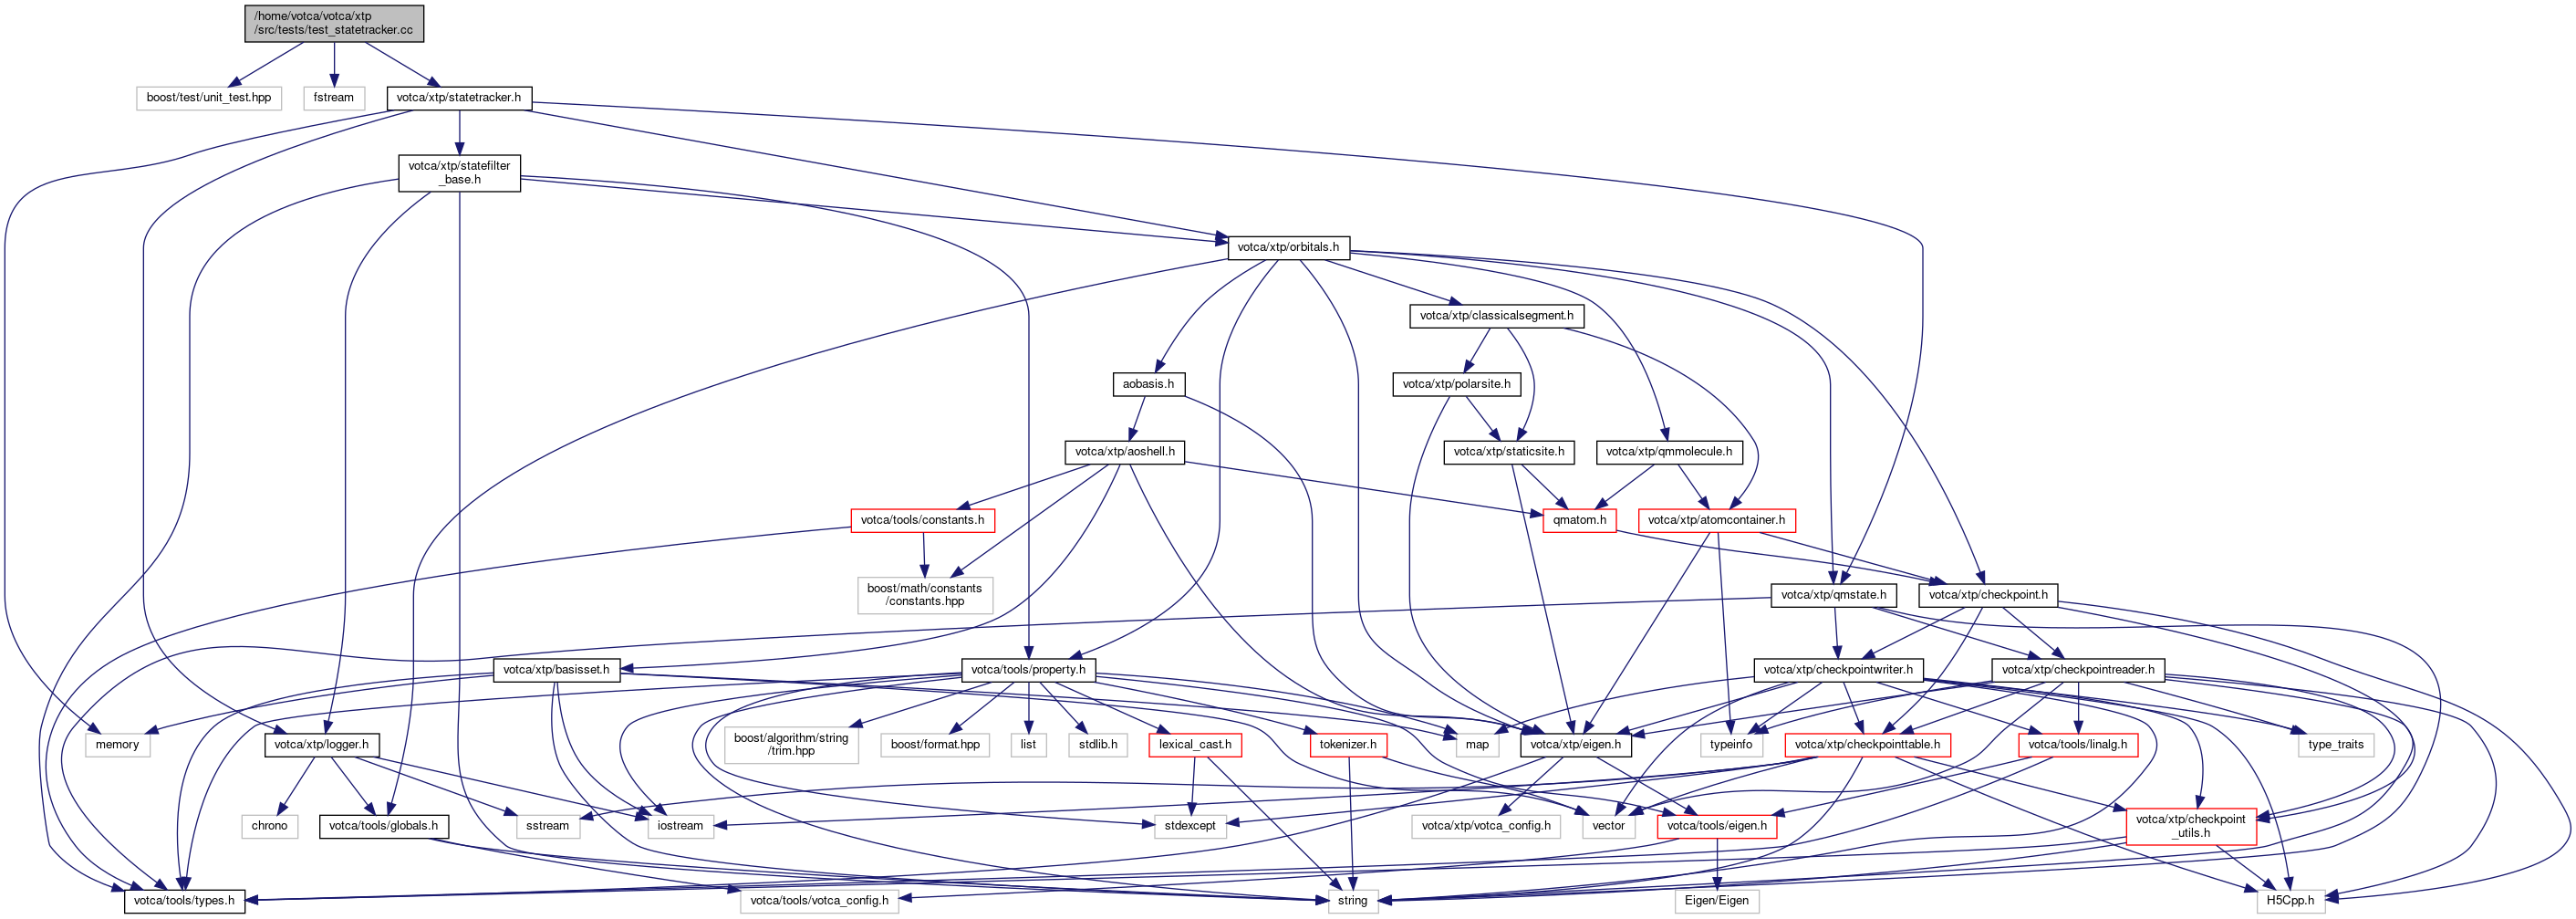 /home/votca/votca/xtp
/src/tests/test_statetracker.cc
boost/test/unit_test.hpp
fstream
votca/xtp/statetracker.h
votca/xtp/statefilter
_base.h
votca/xtp/orbitals.h
votca/xtp/classicalsegment.h
aobasis.h
votca/xtp/polarsite.h
votca/xtp/aoshell.h
votca/xtp/staticsite.h
votca/xtp/qmmolecule.h
votca/tools/constants.h
qmatom.h
votca/xtp/atomcontainer.h
boost/math/constants
/constants.hpp
votca/xtp/qmstate.h
votca/xtp/checkpoint.h
votca/xtp/basisset.h
votca/tools/property.h
votca/xtp/checkpointwriter.h
votca/xtp/checkpointreader.h
memory
votca/xtp/logger.h
boost/algorithm/string
/trim.hpp
boost/format.hpp
list
stdlib.h
lexical_cast.h
tokenizer.h
map
votca/xtp/eigen.h
typeinfo
votca/xtp/checkpointtable.h
votca/tools/linalg.h
type_traits
chrono
votca/tools/globals.h
sstream
iostream
stdexcept
votca/xtp/votca_config.h
vector
votca/tools/eigen.h
votca/xtp/checkpoint
_utils.h
votca/tools/types.h
votca/tools/votca_config.h
string
Eigen/Eigen
H5Cpp.h